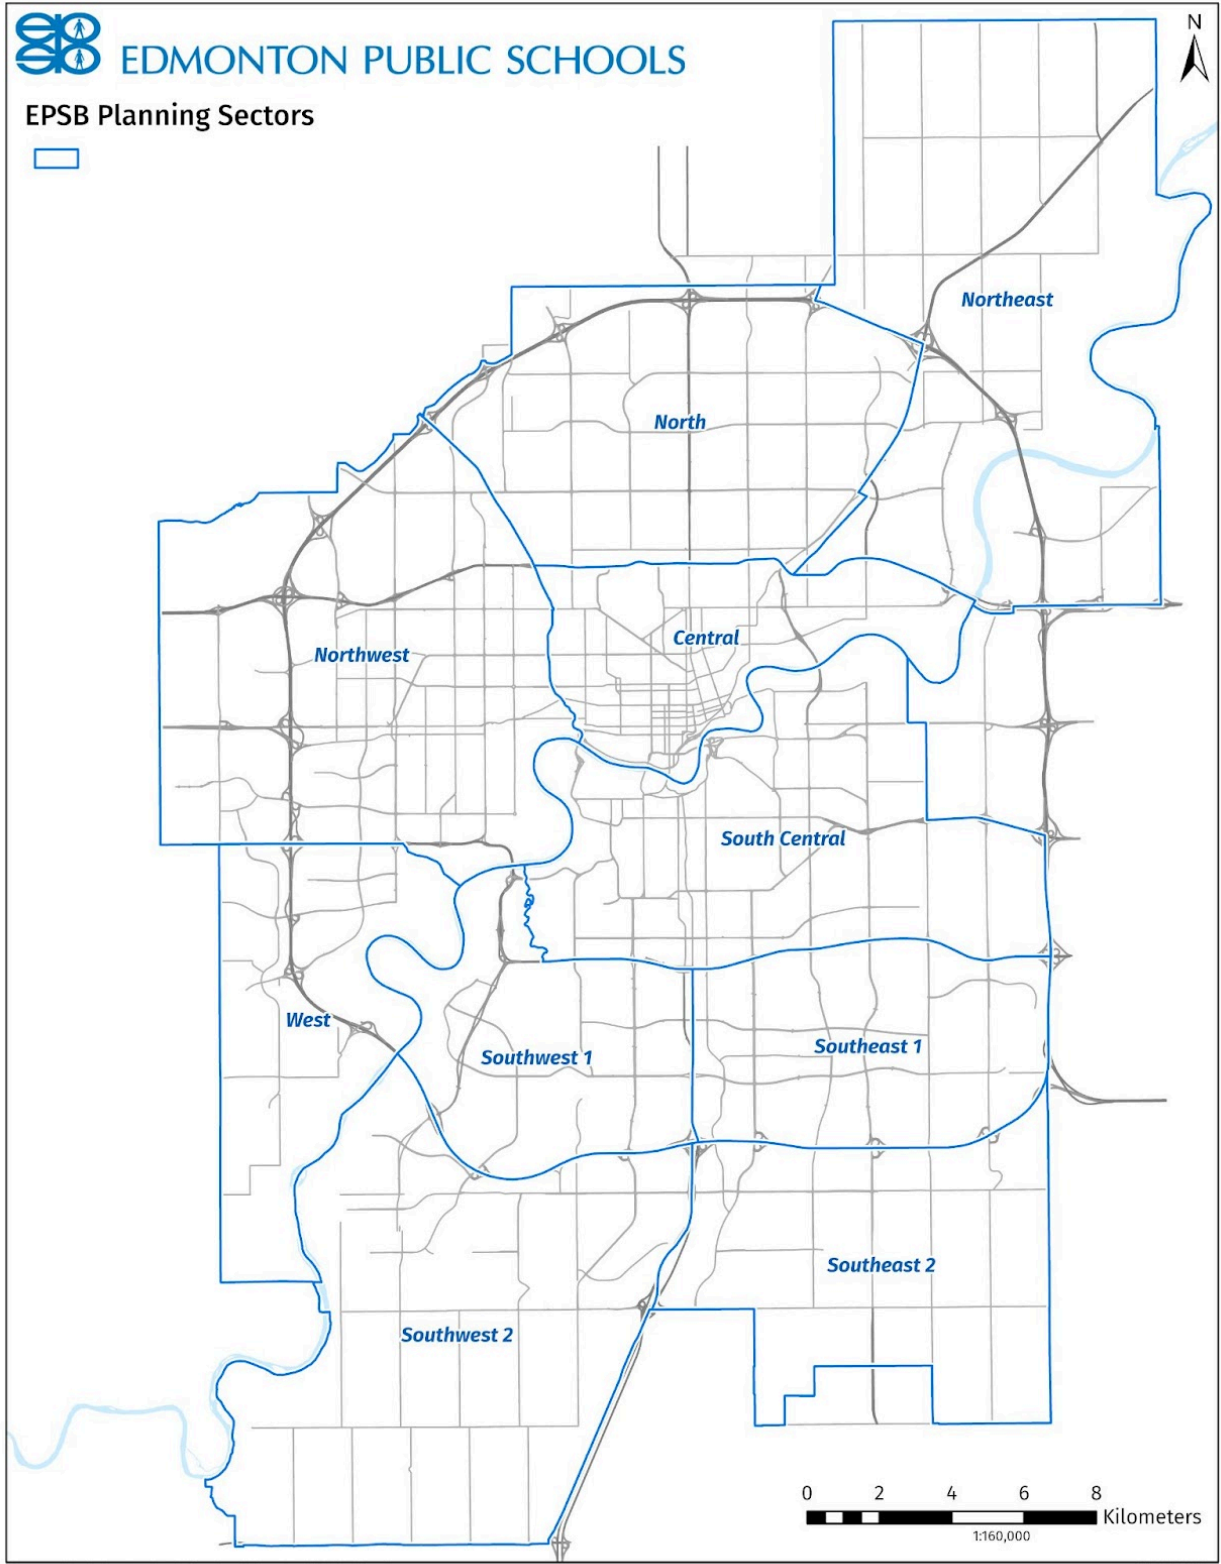 EDMONTON PUBLIC SCHOOLS
N
EPSB Planning Sectors
Northeast
North
Central
Northwest
South Central
West
Southwest 1
Southeast 1
Southeast 2
Southwest 2
0 2 4 6 8
Kilometers
1:160,000